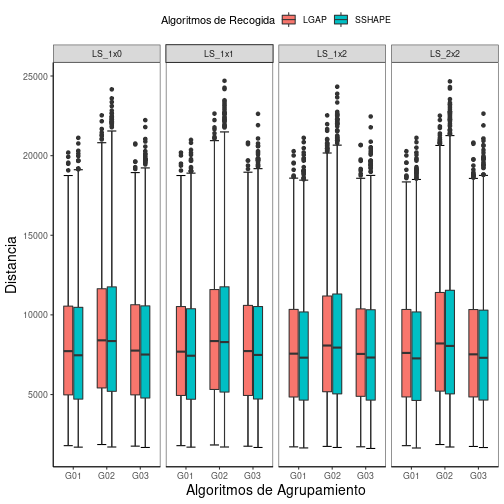 Algoritmos de Recogida LGAP SSHAPE
LS_1x0 LS_1x1 LS_1x2 LS_2x2
25000
20000
15000
10000
5000
Distancia
G01 G02 G03 G01 G02 G03 G01 G02 G03 G01 G02 G03
Algoritmos de Agrupamiento